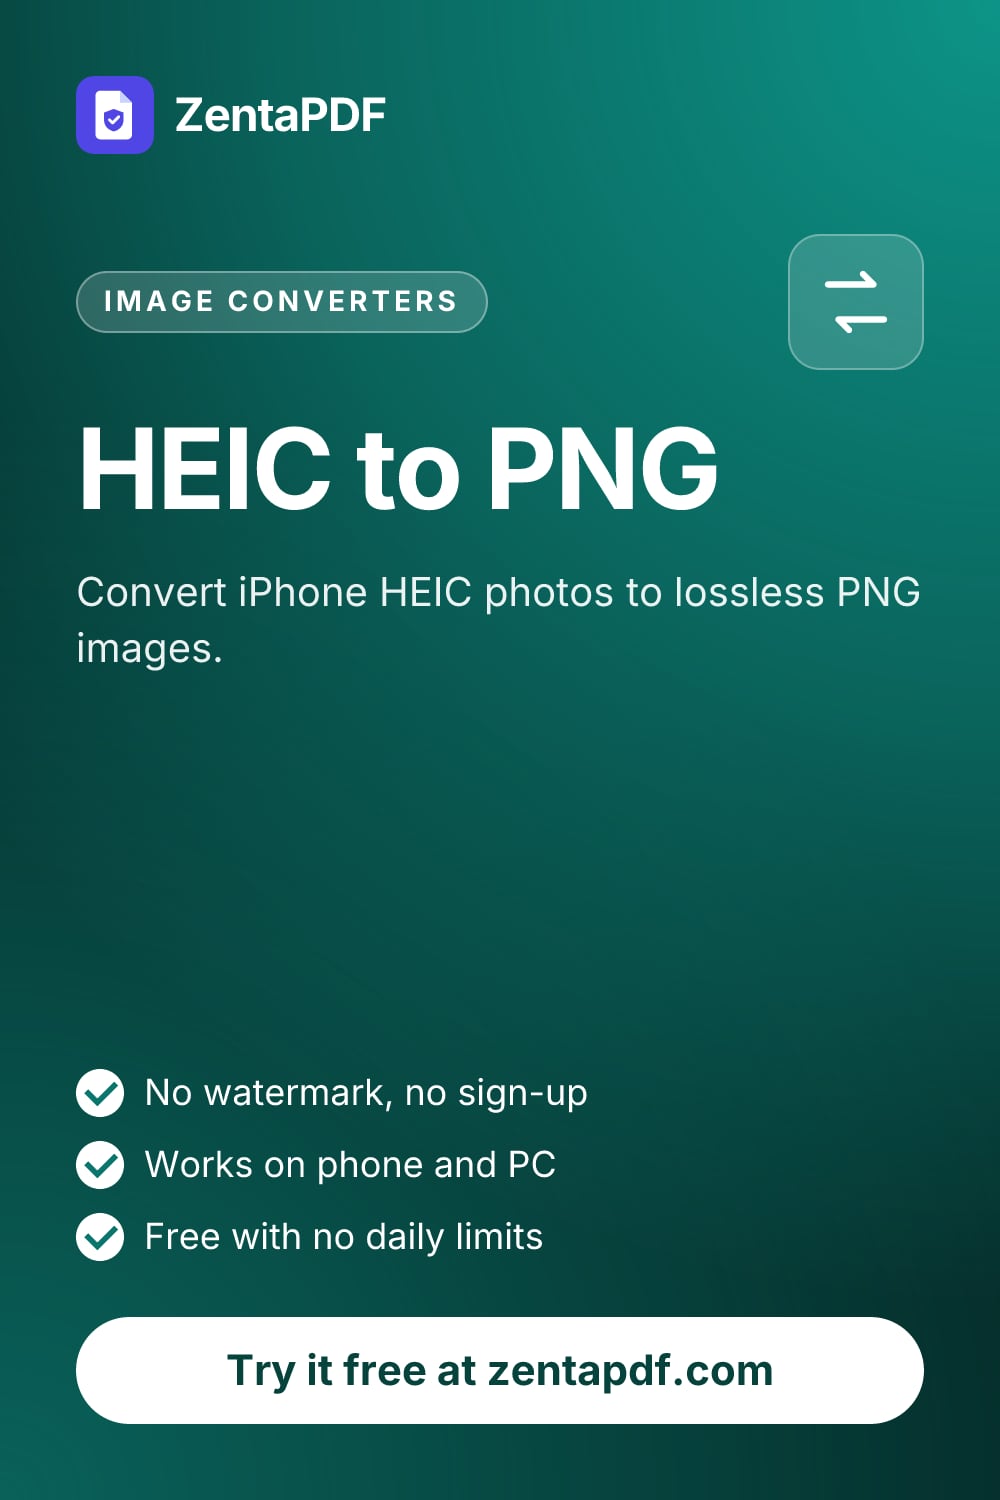 ZentaPDF
IMAGE CONVERTERS
HEIC to PNG
Convert iPhone HEIC photos to lossless PNG
images.
No watermark, no sign-up
Works on phone and PC
Free with no daily limits
Try it free at zentapdf.com